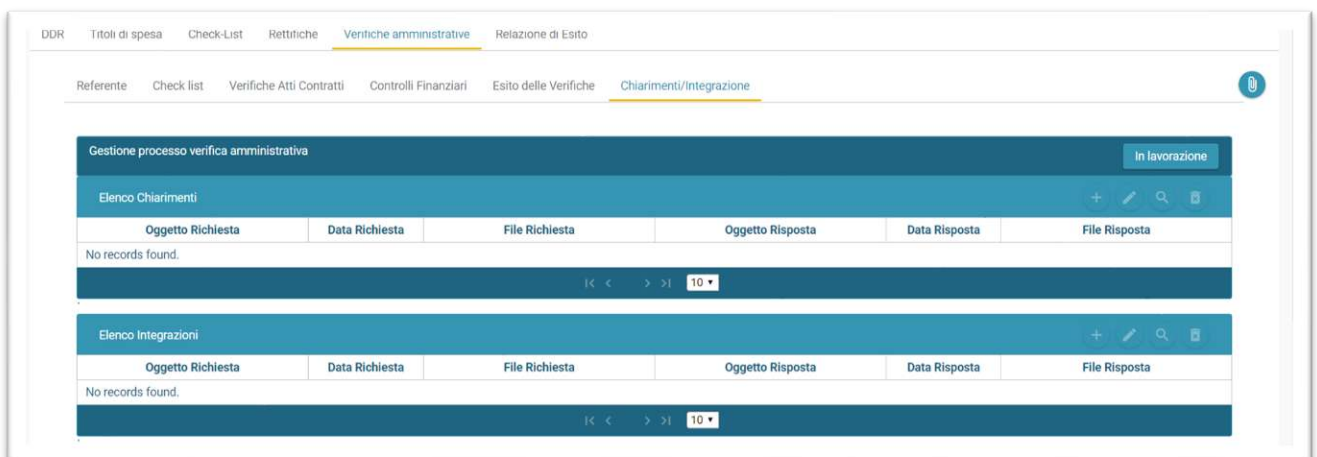 DDR Titoli di spesa Check-List Rettifiche Verifiche amministrative Relazione di Esito
Referente Check list Verifiche Atti Contratti Controlli Finanziari Esito delle Verifiche Chiarimenti/Integrazione
Gestione processo verifica amministrativa In lavorazione
Elenco Chiarimenti
Oggetto Richiesta Data Richiesta File Richiesta Oggetto Risposta Data Risposta File Risposta
No records found.
10
Elenco Integrazioni
Oggetto Richiesta Data Richiesta File Richiesta Oggetto Risposta Data Risposta File Risposta
No records found.
10